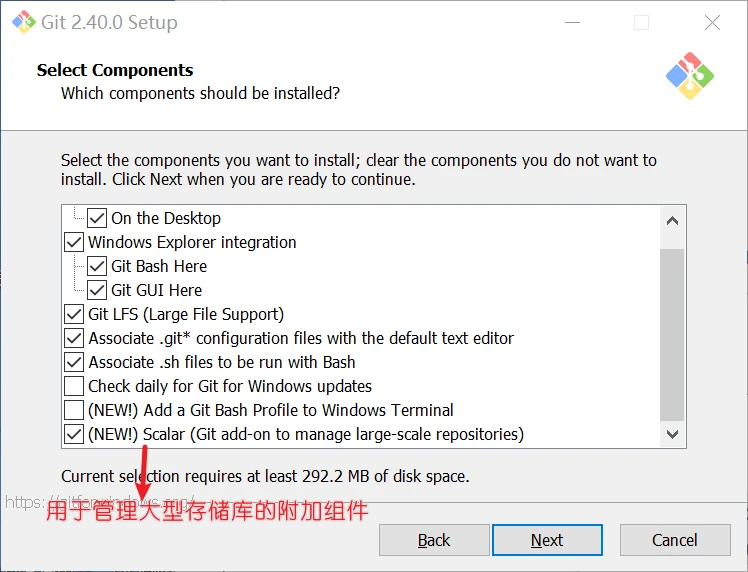 Git 2.40.0 Setup
Select Components
Which components should be installed?
Select the components you want to install; clear the components you do not want to
install. Click Next when you are ready to continue.
On the Desktop
Windows Explorer integration
Git Bash Here
Git GUI Here
Git LFS (Large File Support)
Associate .git* configuration files with the default text editor
Associate .sh files to be run with Bash
Check daily for Git for Windows updates
(NEW!) Add a Git Bash Profile to Windows Terminal
(NEW!) Scalar (Git add-on to manage large-scale repositories)
Current selection requires at least 292.2 MB of disk space.
https://gitforwindows.org/
用于管理大型存储库的附加组件
Back
Next
Cancel